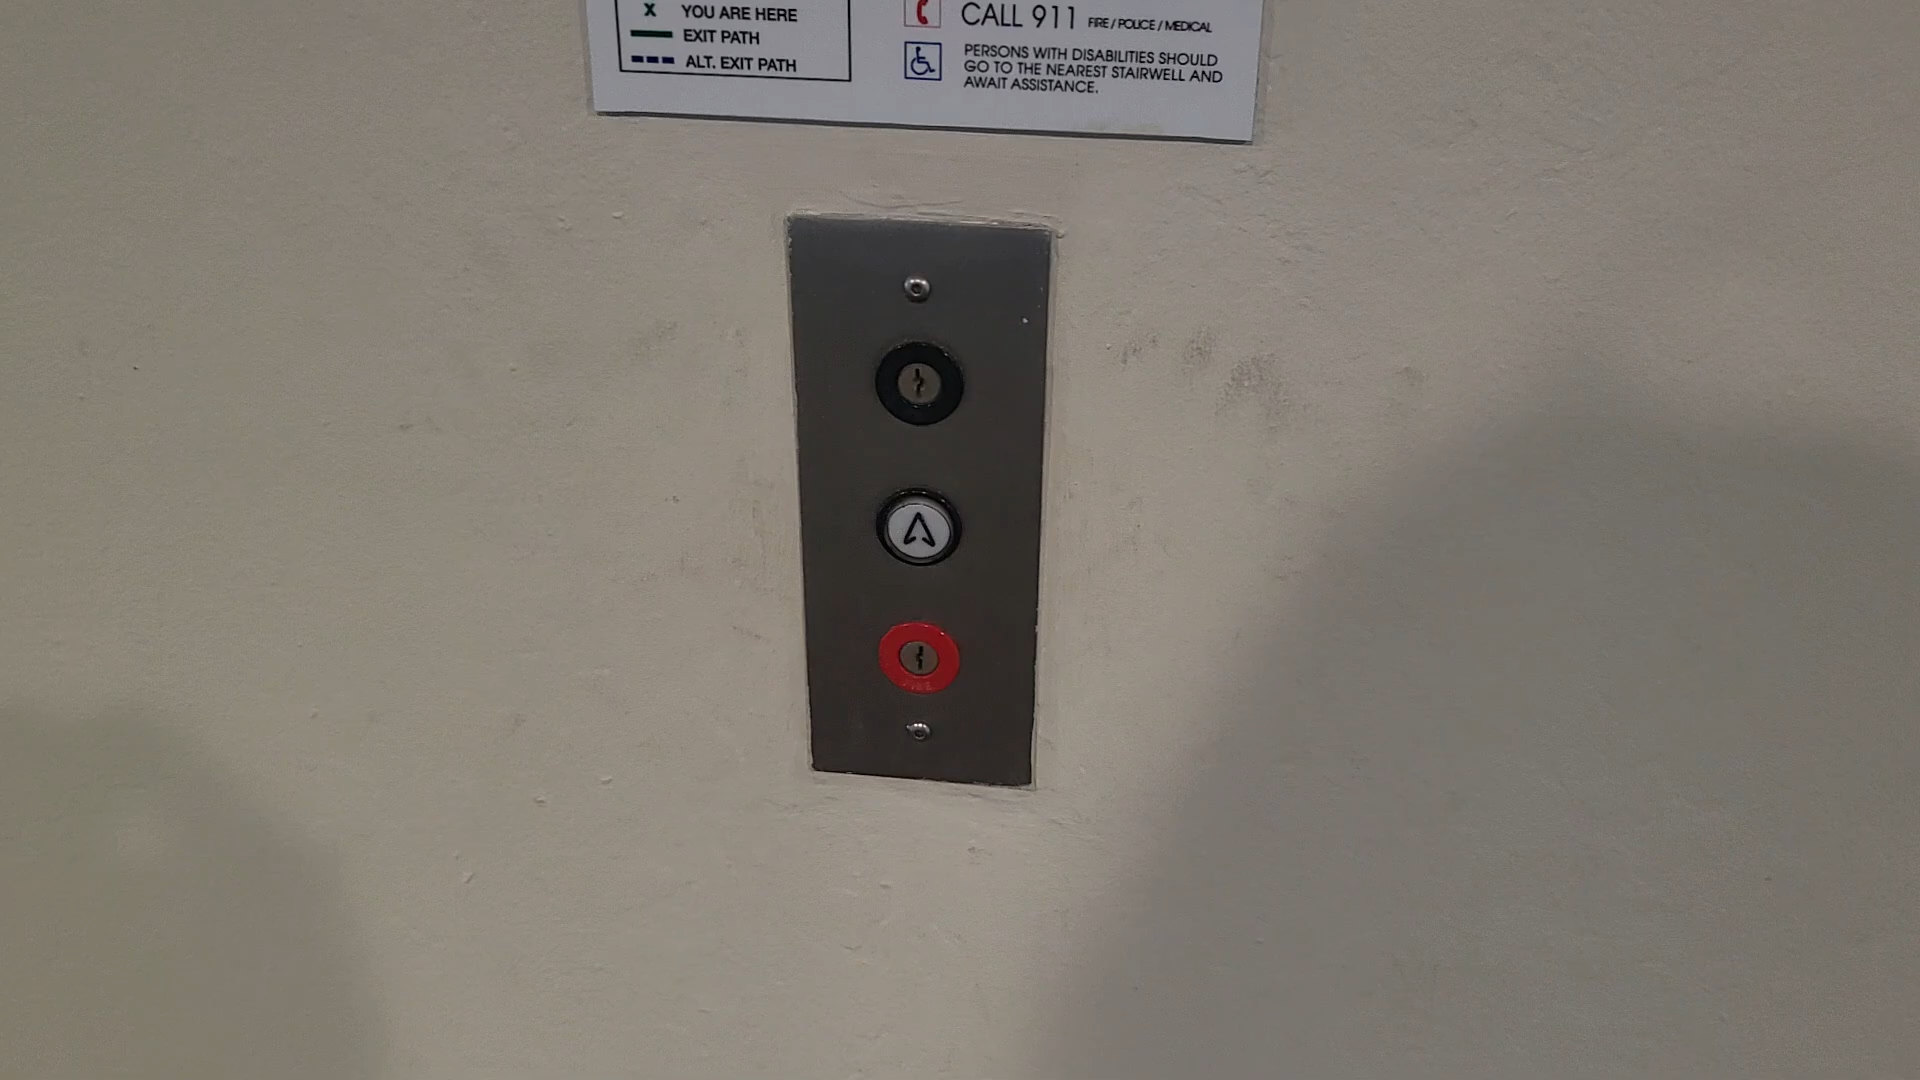 X YOU ARE HERE
EXIT PATH
ALT. EXIT PATH
CALL 911 FIRE / POLICE / MEDICAL
PERSONS WITH DISABILITIES SHOULD
GO TO THE NEAREST STAIRWELL AND
AWAIT ASSISTANCE.